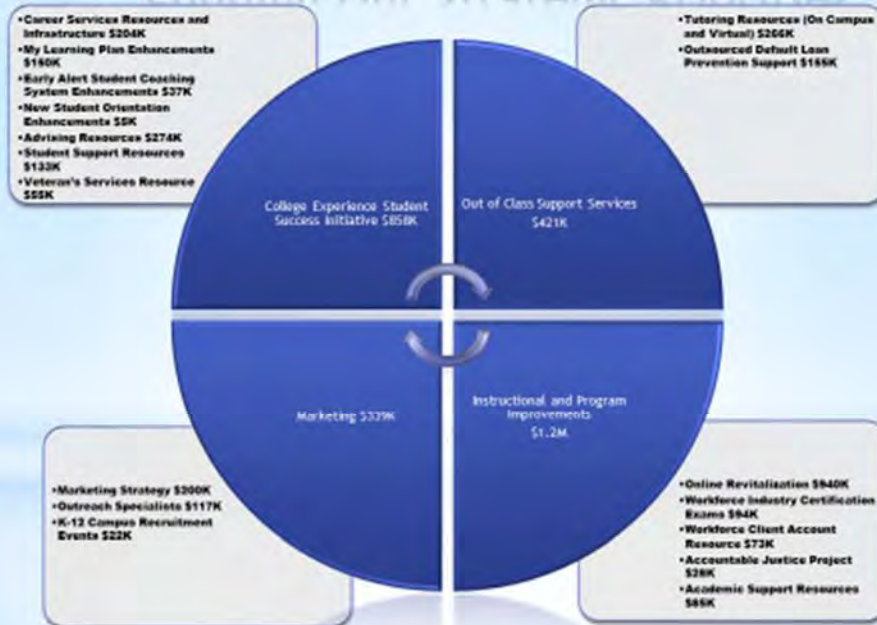 •Career Services Resources and
Infrastructure $204K
•My Learning Plan Enhancements
$150K
•Early Alert Student Coaching
System Enhancements $37K
•New Student Orientation
Enhancements $5K
•Advising Resources $274K
•Student Support Resources
$133K
•Veteran's Services Resource
$55K
•Tutoring Resources (On Campus
and Virtual) $266K
•Outsourced Default Loan
Prevention Support $155K
College Experience Student
Success Initiative $858K
Out of Class Support Services
$421K
Marketing $339K
Instructional and Program
Improvements
$1.2M
•Marketing Strategy $200K
•Outreach Specialists $117K
•K-12 Campus Recruitment
Events $22K
•Online Revitalization $940K
•Workforce Industry Certification
Exams $94K
•Workforce Client Account
Resource $73K
•Accountable Justice Project
$28K
•Academic Support Resources
$65K